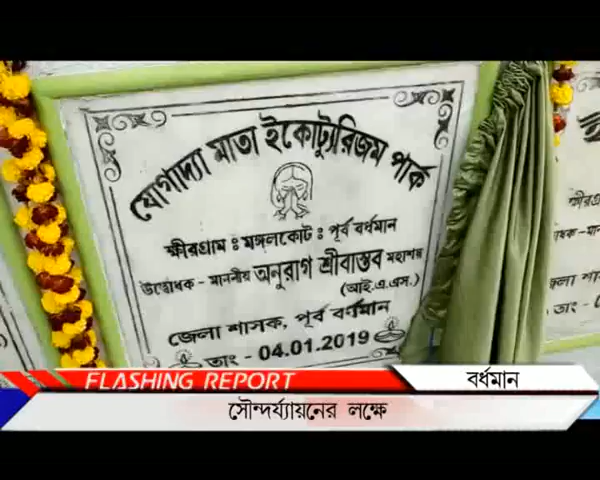 যোগাদ্যা মাতা ইকোট্যুরিজম পার্ক
ক্ষীরগ্রাম : মঙ্গলকোট : পূর্ব বর্ধমান
উদ্বোধক - মাননীয় অনুরাগ শ্রীবাস্তব মহাশয়
(আই.এ.এস.)
জেলা শাসক, পূর্ব বর্ধমান
তাং - 04.01.2019
FLASHING REPORT
বর্ধমান
সৌন্দর্য্যায়নের লক্ষে